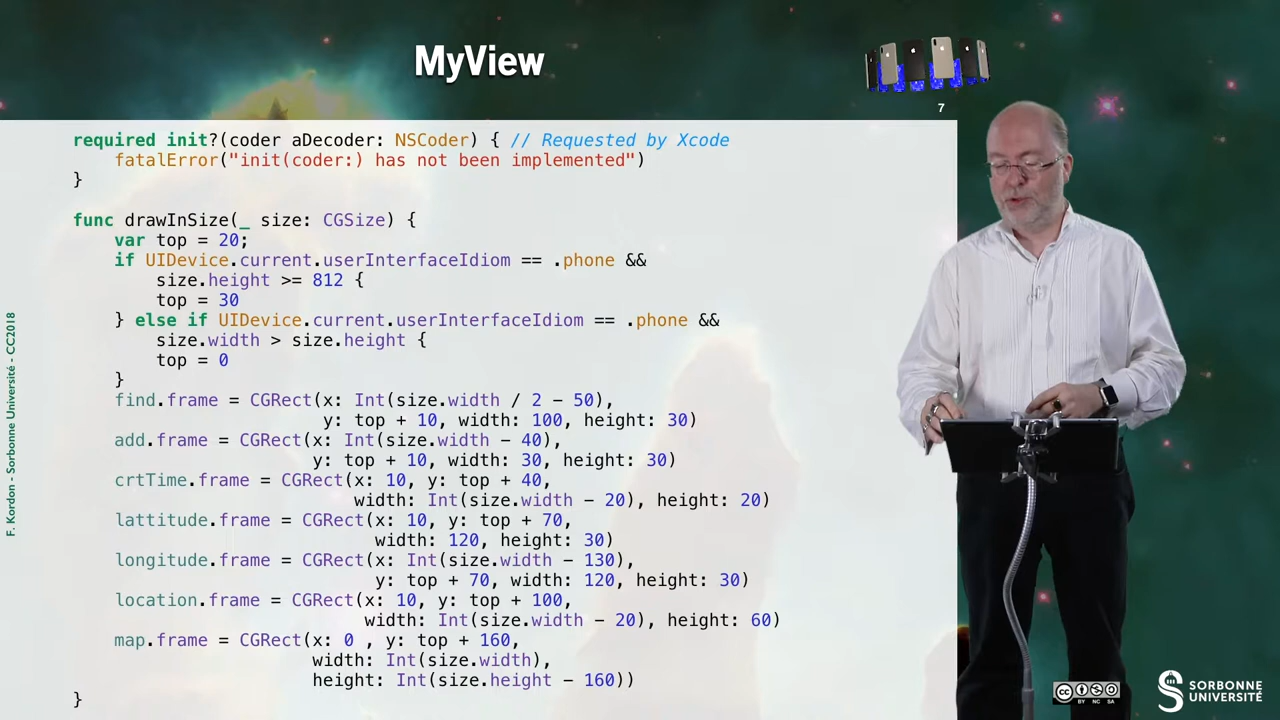 MyView
7
required init?(coder aDecoder: NSCoder) { // Requested by Xcode
    fatalError("init(coder:) has not been implemented")
}
func drawInSize(_ size: CGSize) {
    var top = 20;
    if UIDevice.current.userInterfaceIdiom == .phone &&
        size.height >= 812 {
        top = 30
    } else if UIDevice.current.userInterfaceIdiom == .phone &&
        size.width > size.height {
        top = 0
    }
    find.frame = CGRect(x: Int(size.width / 2 - 50),
                        y: top + 10, width: 100, height: 30)
    add.frame = CGRect(x: Int(size.width - 40),
                       y: top + 10, width: 30, height: 30)
    crtTime.frame = CGRect(x: 10, y: top + 40,
                           width: Int(size.width - 20), height: 20)
    lattitude.frame = CGRect(x: 10, y: top + 70,
                             width: 120, height: 30)
    longitude.frame = CGRect(x: Int(size.width - 130),
                             y: top + 70, width: 120, height: 30)
    location.frame = CGRect(x: 10, y: top + 100,
                            width: Int(size.width - 20), height: 60)
    map.frame = CGRect(x: 0 , y: top + 160,
                       width: Int(size.width),
                       height: Int(size.height - 160))
}
F. Kordon - Sorbonne Université - CC2018
cc
BY NC SA
SORBONNE
UNIVERSITÉ